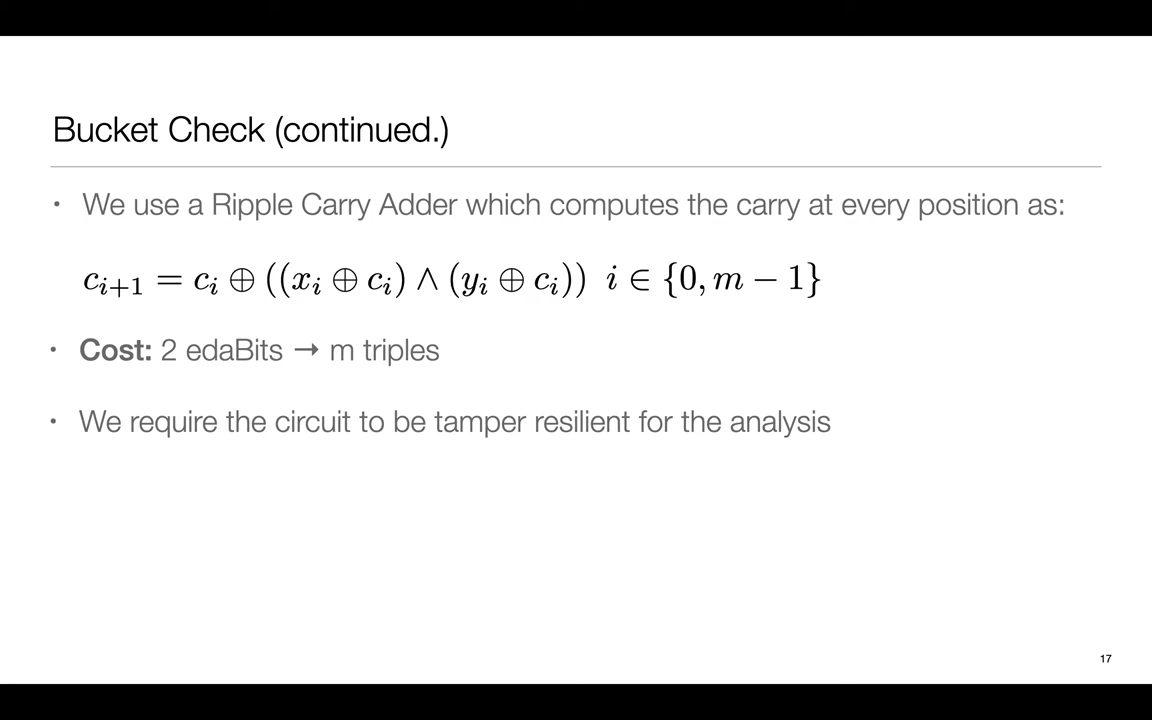 Bucket Check (continued.)
• We use a Ripple Carry Adder which computes the carry at every position as:
c_{i+1} = c_i ⊕ ((x_i ⊕ c_i) ∧ (y_i ⊕ c_i)) i ∈ {0, m − 1}
• Cost: 2 edaBits → m triples
• We require the circuit to be tamper resilient for the analysis
17